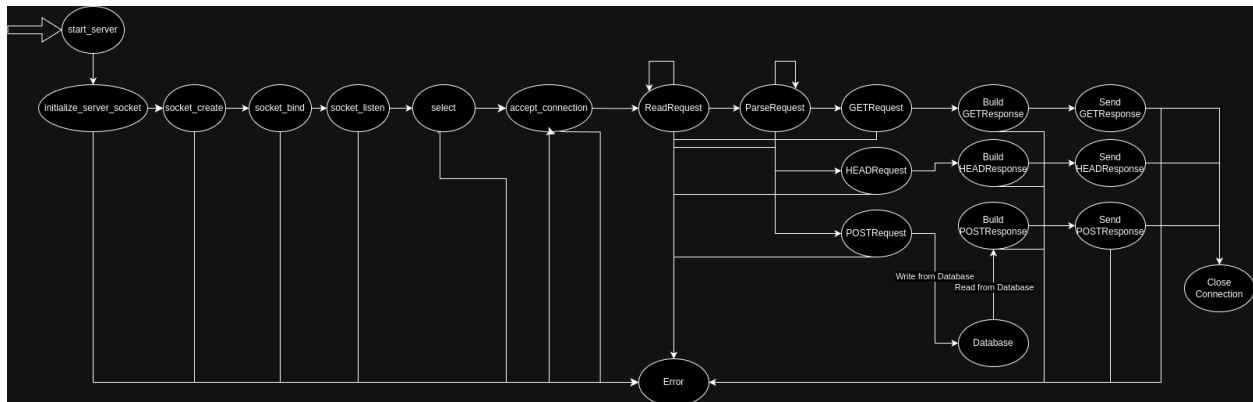 start_server
initialize_server_socket
socket_create
socket_bind
socket_listen
select
accept_connection
ReadRequest
ParseRequest
GETRequest
Build
GETResponse
Send
GETResponse
HEADRequest
Build
HEADResponse
Send
HEADResponse
POSTRequest
Build
POSTResponse
Send
POSTResponse
Write from Database
Read from Database
Close
Connection
Database
Error